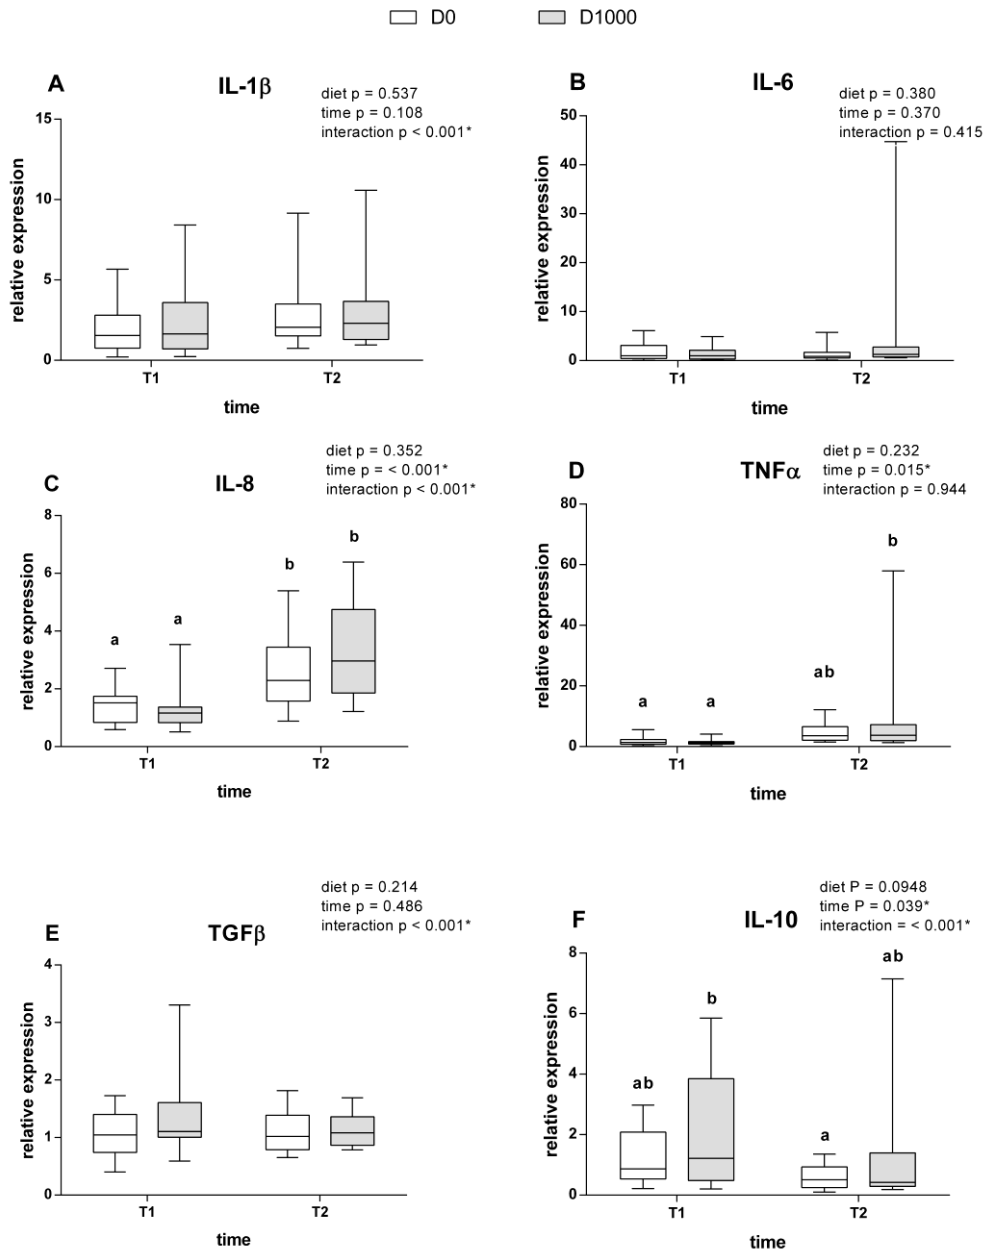 D0 D1000
A IL-1β
diet p = 0.537
time p = 0.108
interaction p < 0.001*
relative expression
15
10
5
0
T1 T2
time
B IL-6
diet p = 0.380
time p = 0.370
interaction p = 0.415
relative expression
50
40
30
20
10
0
T1 T2
time
C IL-8
diet p = 0.352
time p = < 0.001*
interaction p < 0.001*
relative expression
8
6
4
2
0
a a b b
T1 T2
time
D TNFα
diet p = 0.232
time p = 0.015*
interaction p = 0.944
relative expression
80
60
40
20
0
a a ab b
T1 T2
time
E TGFβ
diet p = 0.214
time p = 0.486
interaction p < 0.001*
relative expression
4
3
2
1
0
T1 T2
time
F IL-10
diet P = 0.0948
time P = 0.039*
interaction = < 0.001*
relative expression
8
6
4
2
0
ab b a ab
T1 T2
time